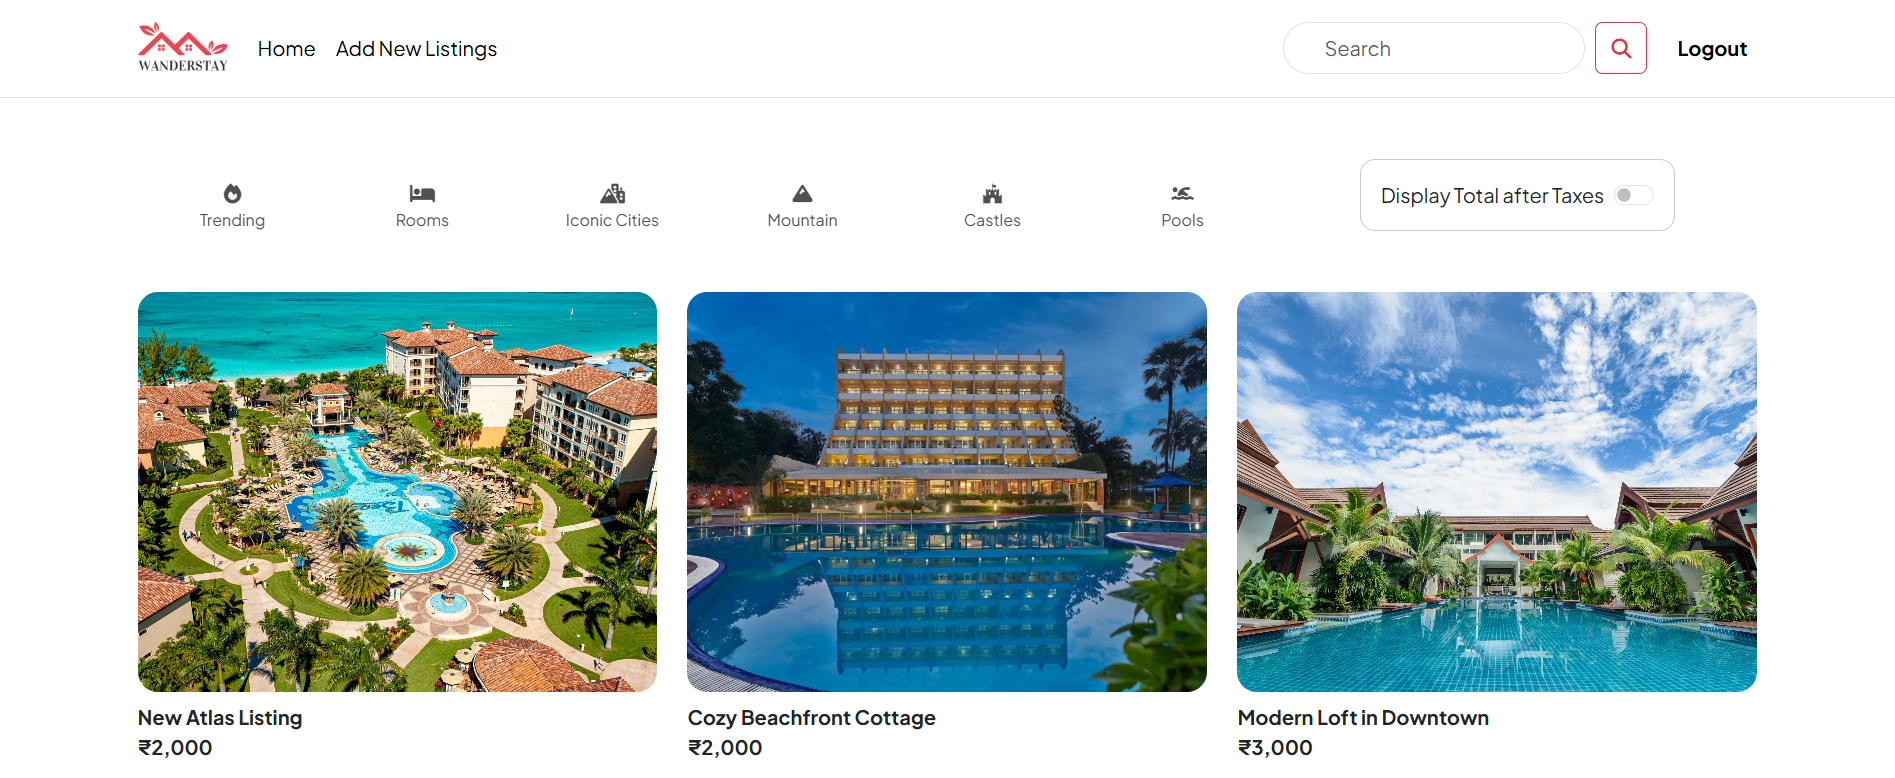 WANDERSTAY
Home
Add New Listings
Search
Logout
Trending
Rooms
Iconic Cities
Mountain
Castles
Pools
Display Total after Taxes
New Atlas Listing
₹2,000
Cozy Beachfront Cottage
₹2,000
Modern Loft in Downtown
₹3,000